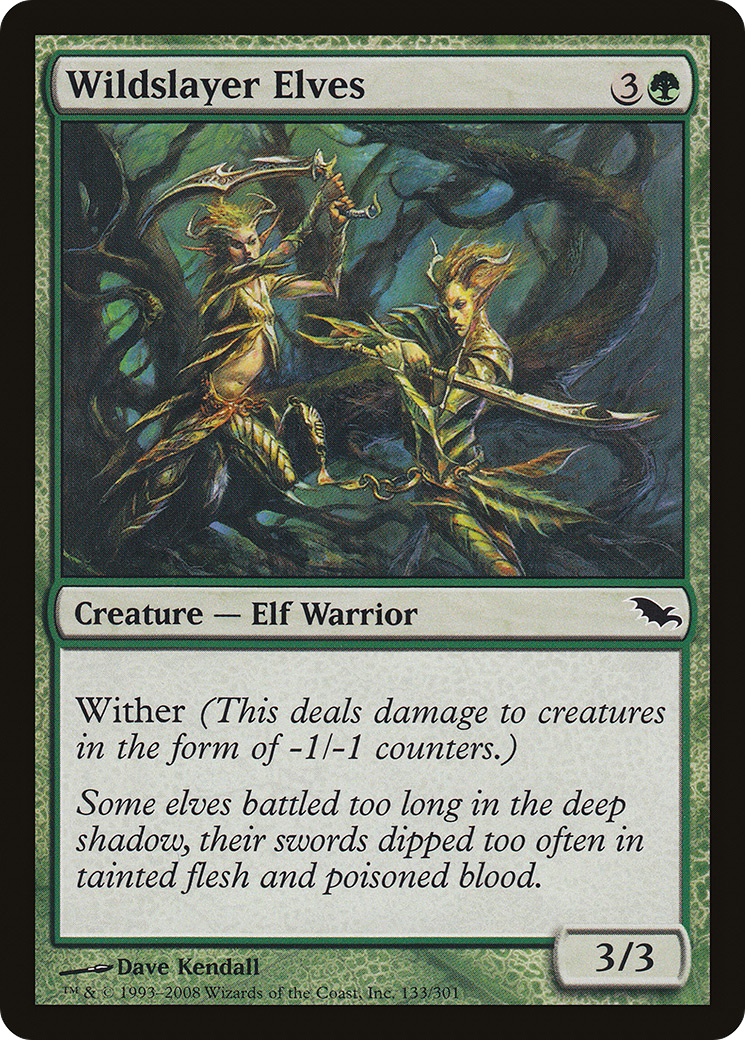 Wildslayer Elves 3
Creature — Elf Warrior
Wither (This deals damage to creatures
in the form of -1/-1 counters.)
Some elves battled too long in the deep
shadow, their swords dipped too often in
tainted flesh and poisoned blood.
3/3
Dave Kendall
™ & © 1993–2008 Wizards of the Coast, Inc. 133/301